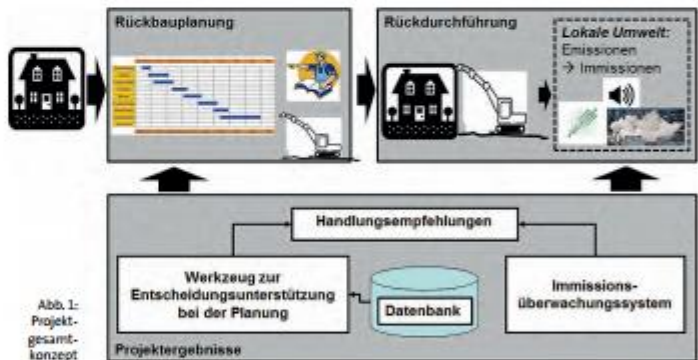 Rückbauplanung
Rückdurchführung
Lokale Umwelt:
Emissionen
→ Immissionen
Handlungsempfehlungen
Werkzeug zur
Entscheidungsunterstützung
bei der Planung
Datenbank
Immissions-
überwachungssystem
Projektergebnisse
Abb. 1:
Projekt-
gesamt-
konzept